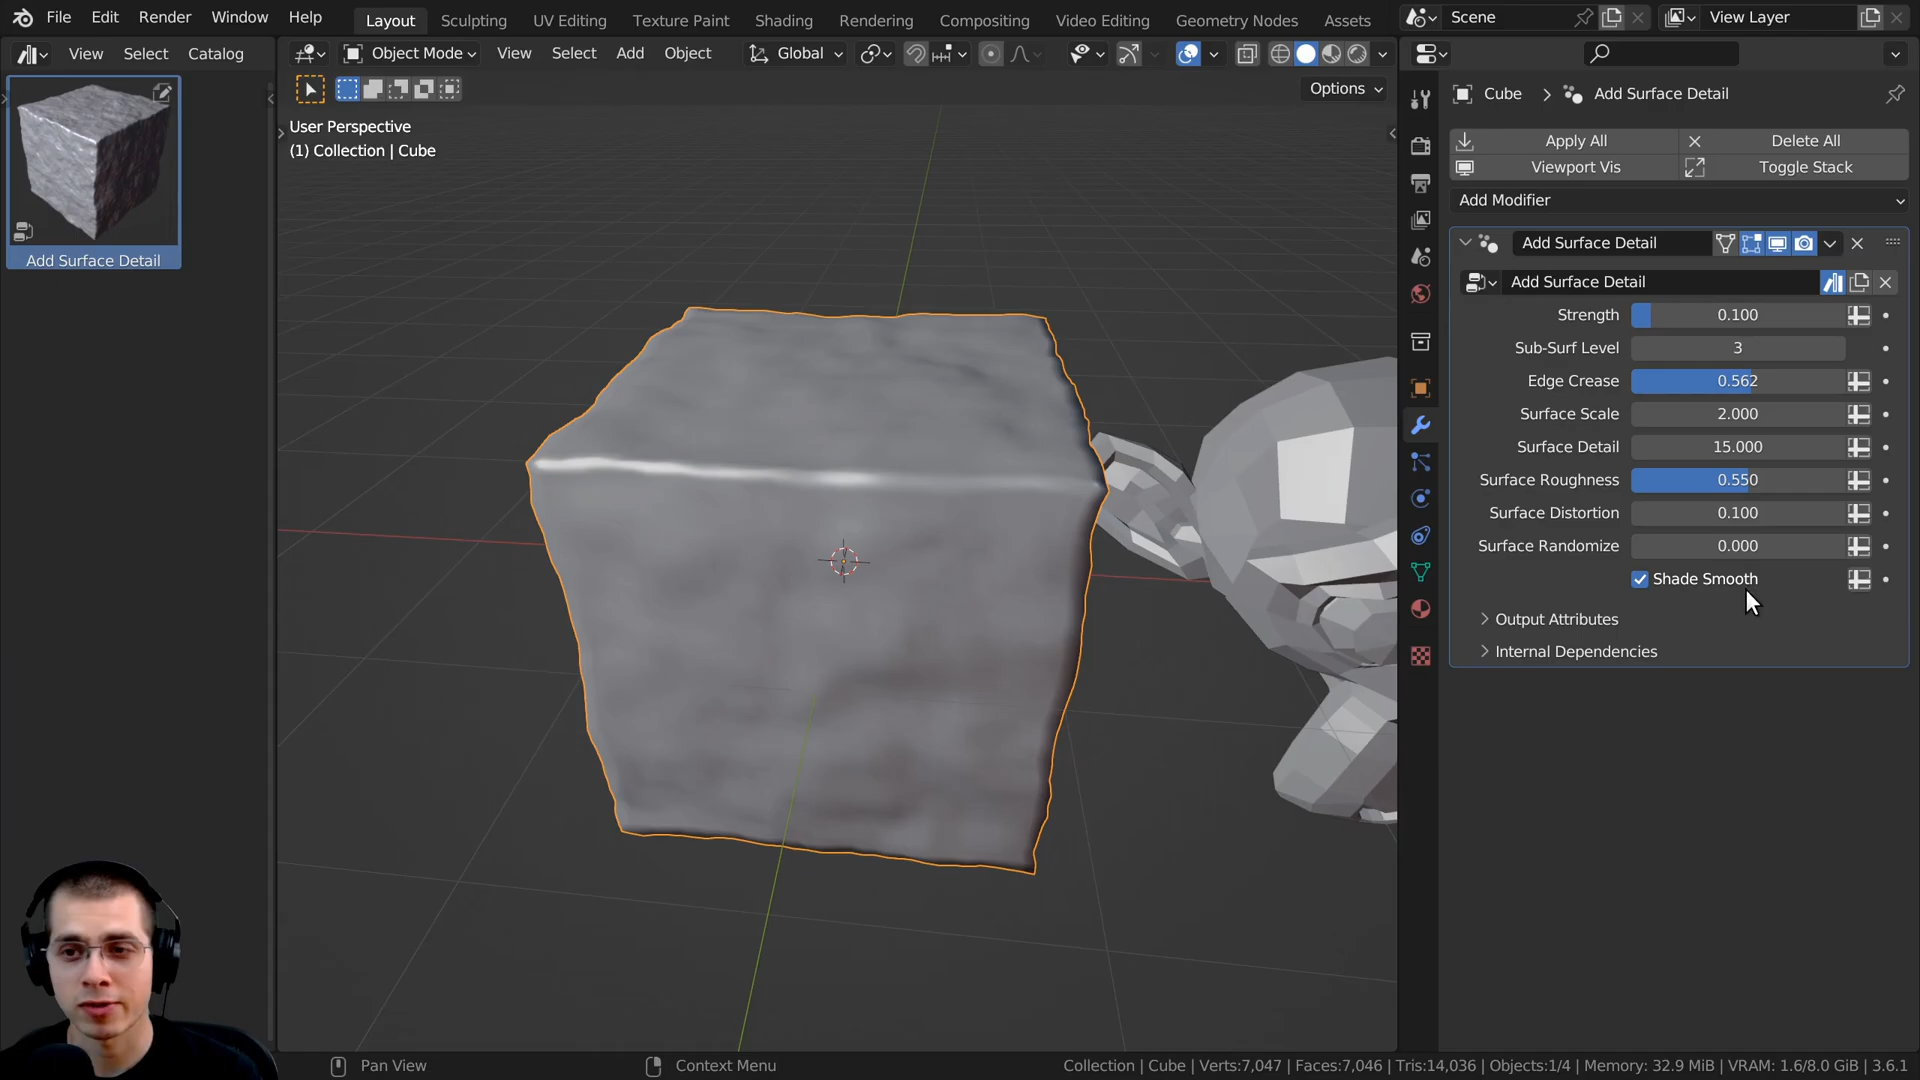 File Edit Render Window Help
Layout Sculpting UV Editing Texture Paint Shading Rendering Compositing Video Editing Geometry Nodes Assets
Scene
View Layer
View Select Catalog
Object Mode View Select Add Object
Global
Options
User Perspective
(1) Collection | Cube
Add Surface Detail
Cube > Add Surface Detail
Apply All Delete All
Viewport Vis Toggle Stack
Add Modifier
Add Surface Detail
Add Surface Detail
Strength 0.100
Sub-Surf Level 3
Edge Crease 0.562
Surface Scale 2.000
Surface Detail 15.000
Surface Roughness 0.550
Surface Distortion 0.100
Surface Randomize 0.000
Shade Smooth
Output Attributes
Internal Dependencies
Pan View
Context Menu
Collection | Cube | Verts:7,047 | Faces:7,046 | Tris:14,036 | Objects:1/4 | Memory: 32.9 MiB | VRAM: 1.6/8.0 GiB | 3.6.1